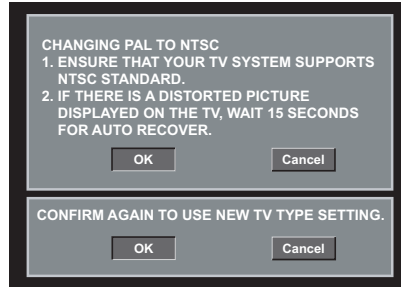 CHANGING PAL TO NTSC
1. ENSURE THAT YOUR TV SYSTEM SUPPORTS
NTSC STANDARD.
2. IF THERE IS A DISTORTED PICTURE
DISPLAYED ON THE TV, WAIT 15 SECONDS
FOR AUTO RECOVER.
OK Cancel
CONFIRM AGAIN TO USE NEW TV TYPE SETTING.
OK Cancel